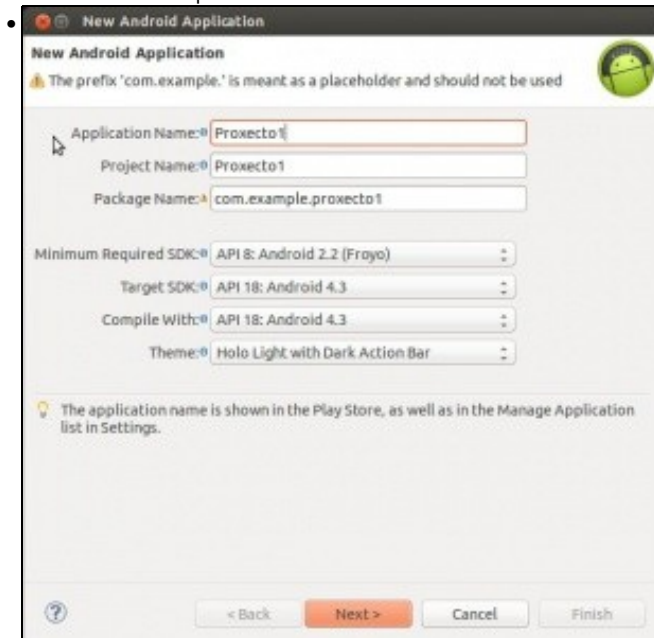 New Android Application
New Android Application
The prefix 'com.example.' is meant as a placeholder and should not be used
Application Name: Proxecto1
Project Name: Proxecto1
Package Name: com.example.proxecto1
Minimum Required SDK: API 8: Android 2.2 (Froyo)
Target SDK: API 18: Android 4.3
Compile With: API 18: Android 4.3
Theme: Holo Light with Dark Action Bar
The application name is shown in the Play Store, as well as in the Manage Application
list in Settings.
? < Back Next > Cancel Finish